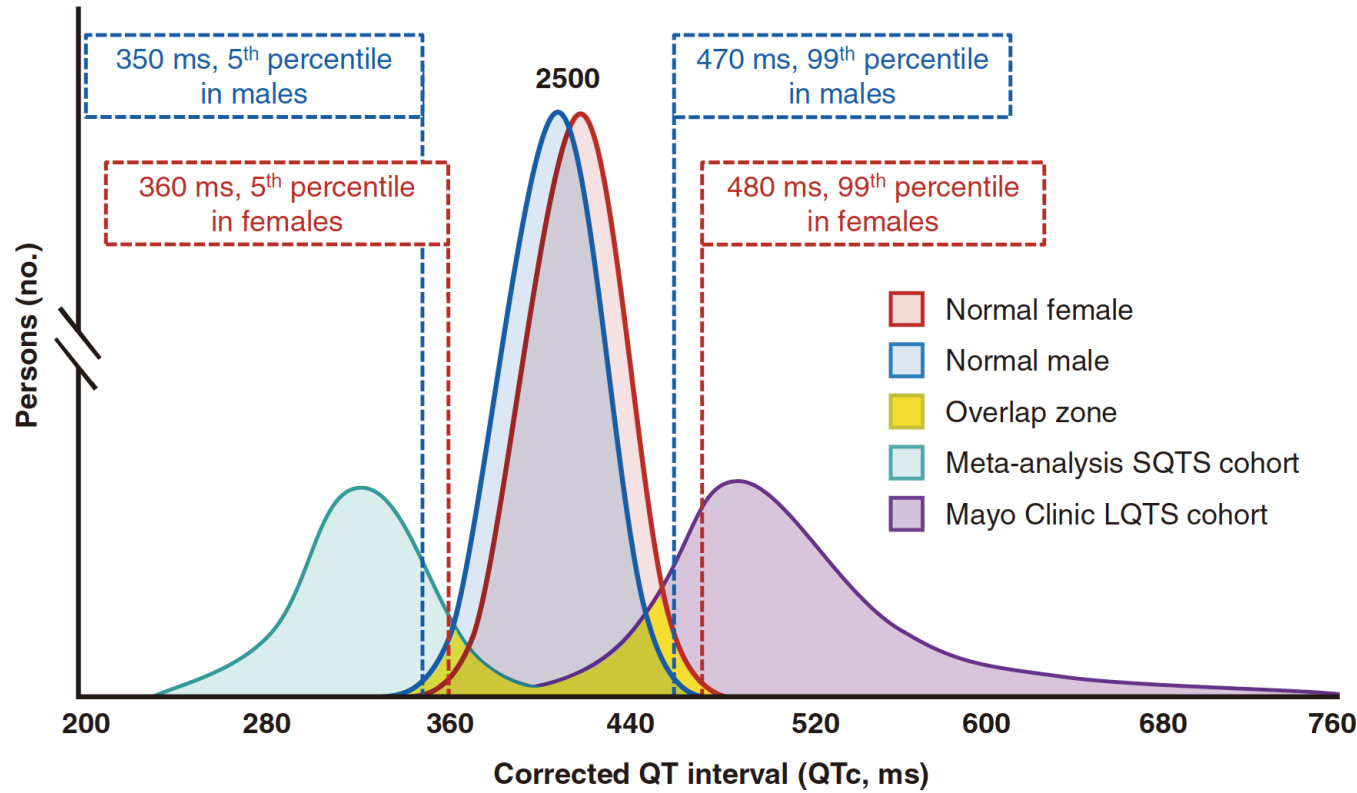 350 ms, 5th percentile
in males
470 ms, 99th percentile
in males
2500
360 ms, 5th percentile
in females
480 ms, 99th percentile
in females
Persons (no.)
Normal female
Normal male
Overlap zone
Meta-analysis SQTS cohort
Mayo Clinic LQTS cohort
200 280 360 440 520 600 680 760
Corrected QT interval (QTc, ms)